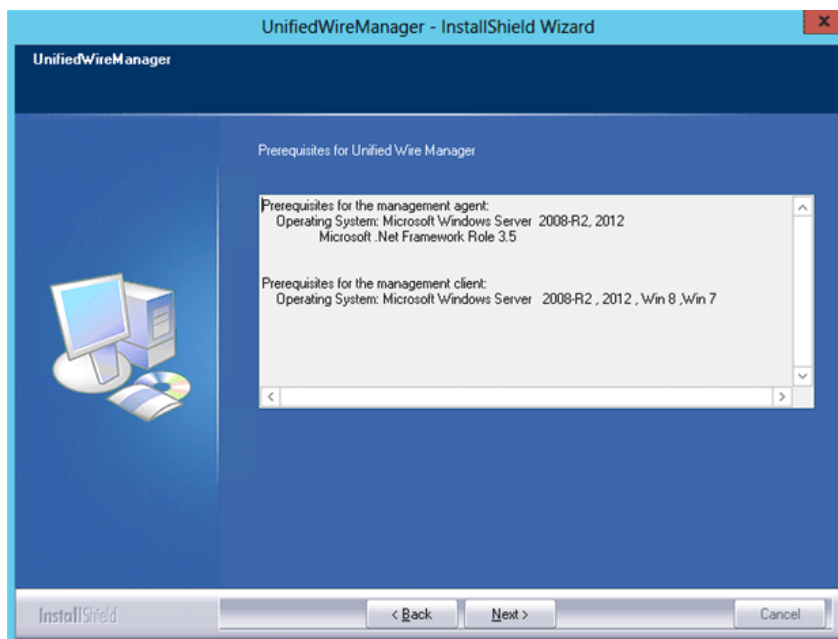 UnifiedWireManager - InstallShield Wizard
UnifiedWireManager
Prerequisites for Unified Wire Manager
Prerequisites for the management agent:
Operating System: Microsoft Windows Server 2008-R2, 2012
Microsoft .Net Framework Role 3.5
Prerequisites for the management client:
Operating System: Microsoft Windows Server 2008-R2 , 2012 , Win 8 ,Win 7
InstallShield
< Back
Next >
Cancel